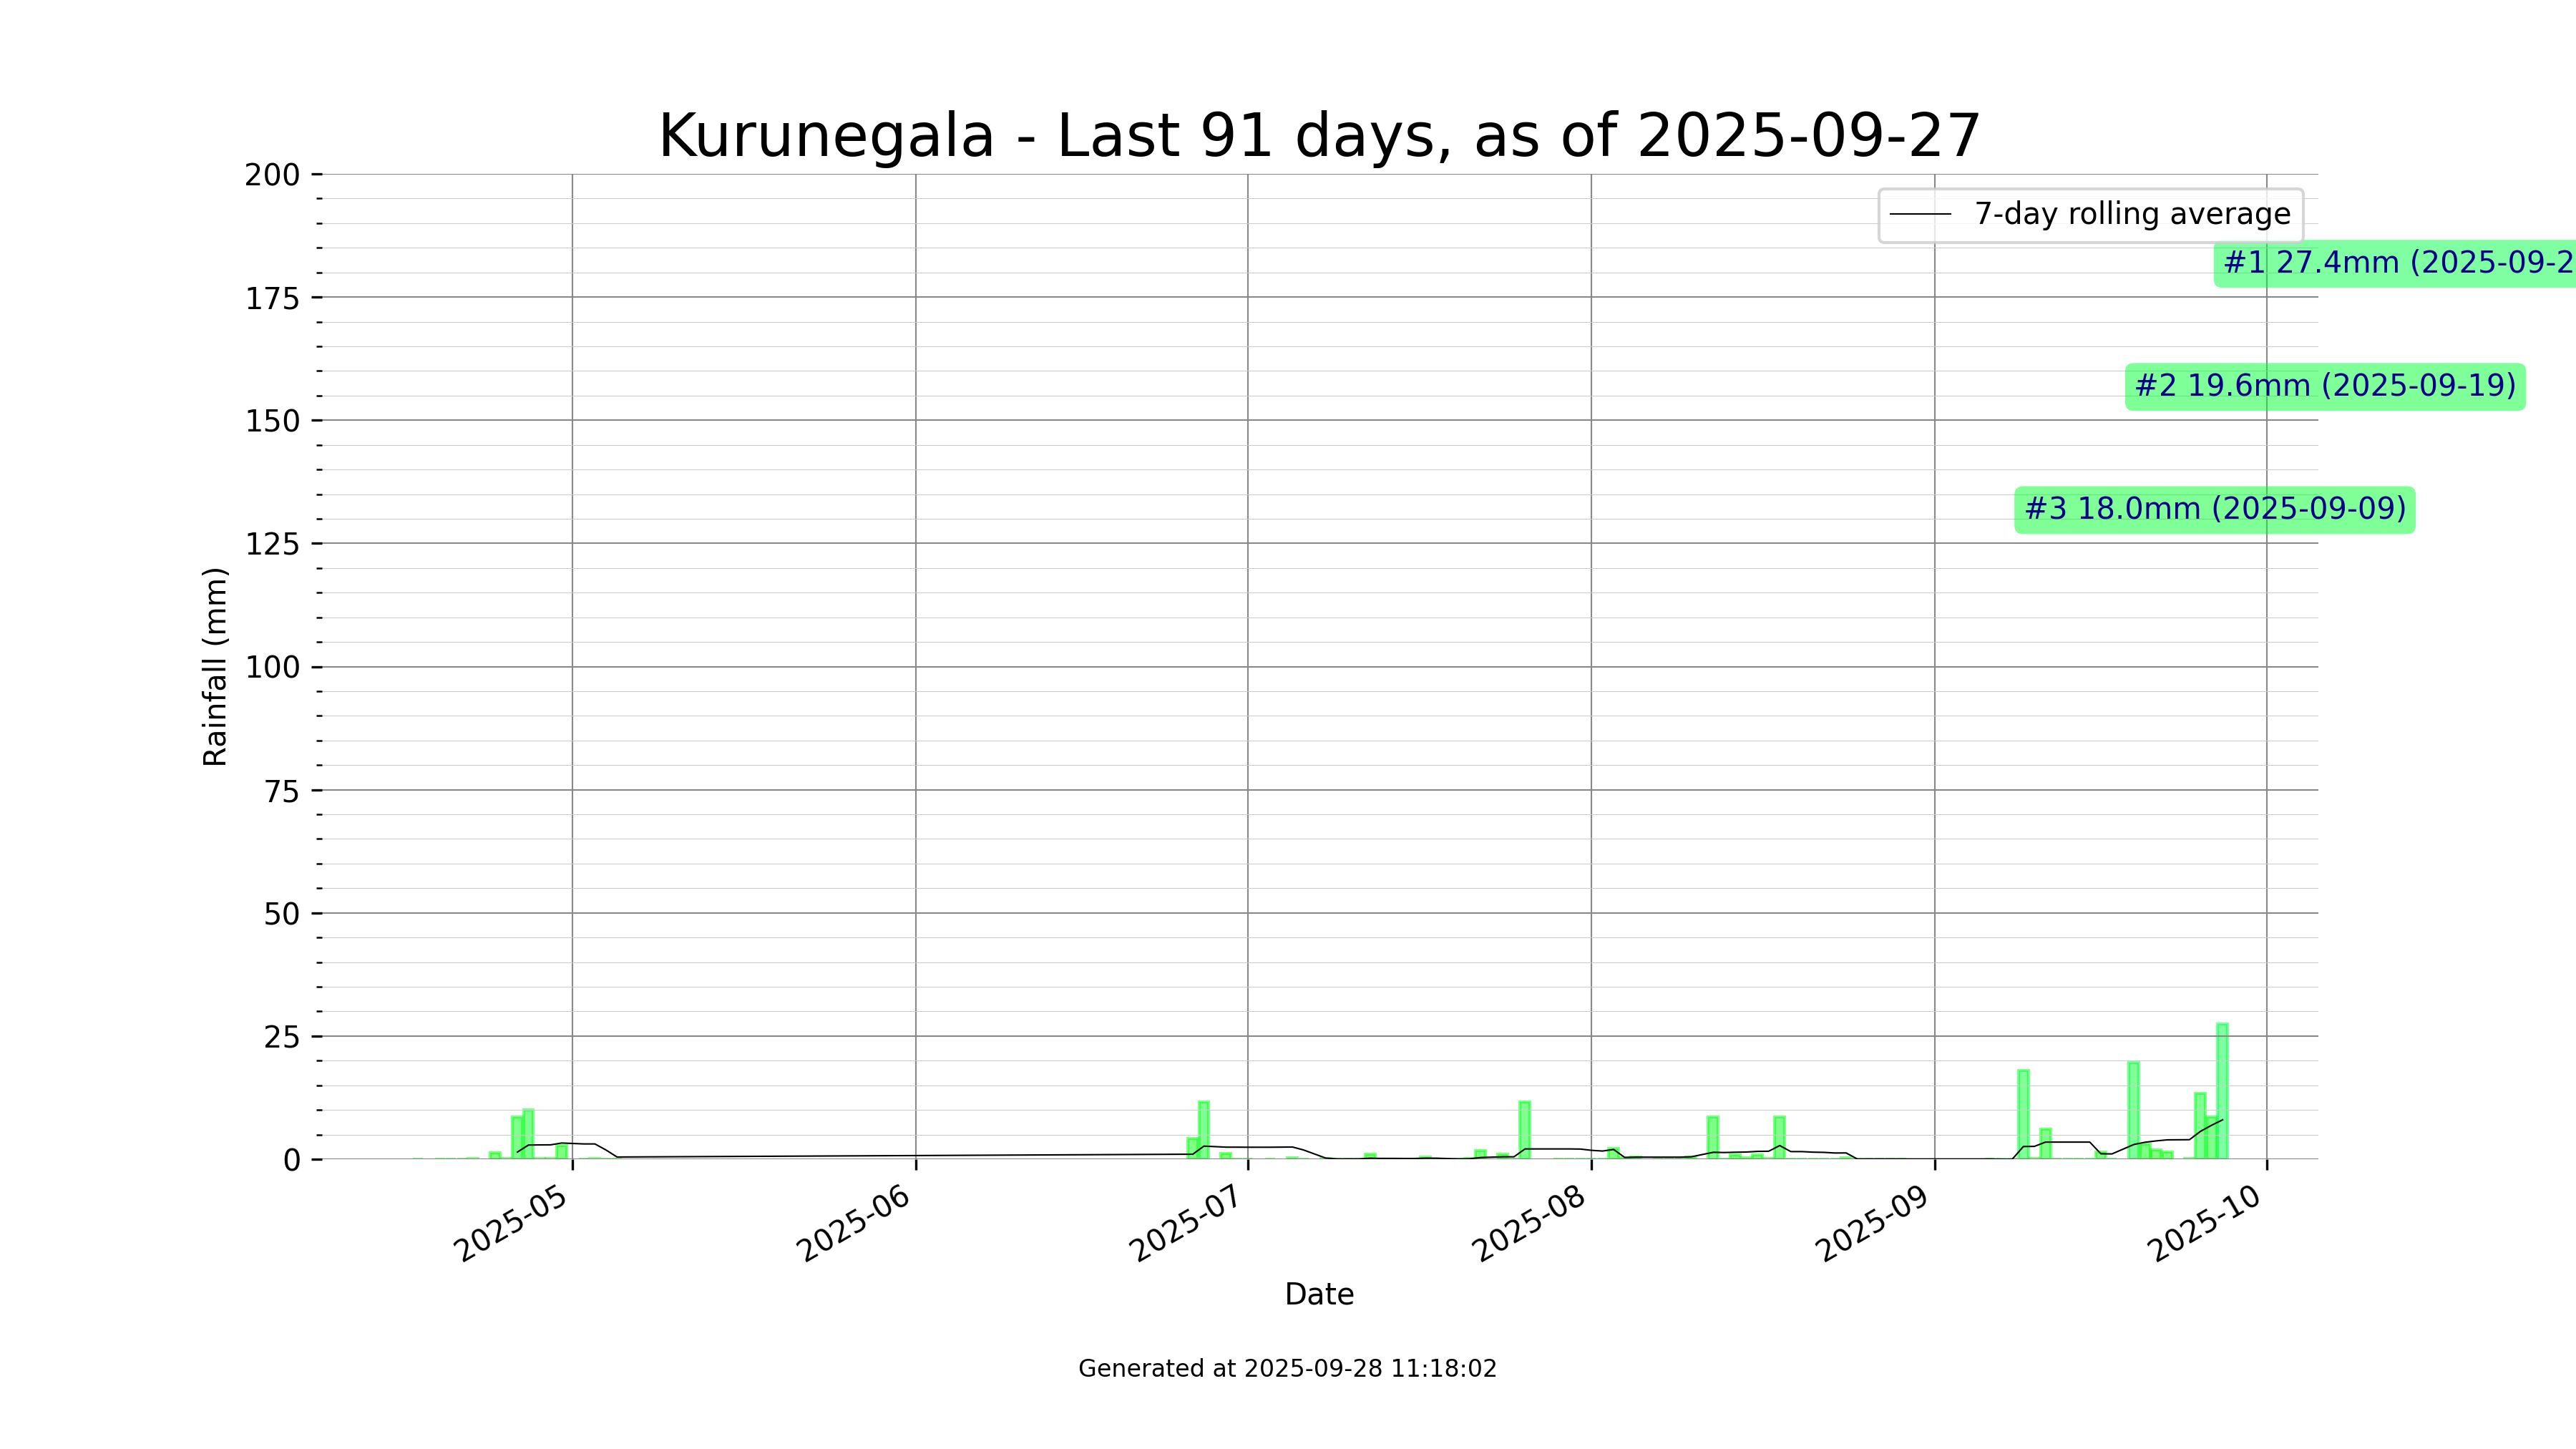 Kurunegala - Last 91 days, as of 2025-09-27
200
175
150
125
100
75
50
25
0
Rainfall (mm)
7-day rolling average
#1 27.4mm (2025-09-2
#2 19.6mm (2025-09-19)
#3 18.0mm (2025-09-09)
2025-05
2025-06
2025-07
2025-08
2025-09
2025-10
Date
Generated at 2025-09-28 11:18:02